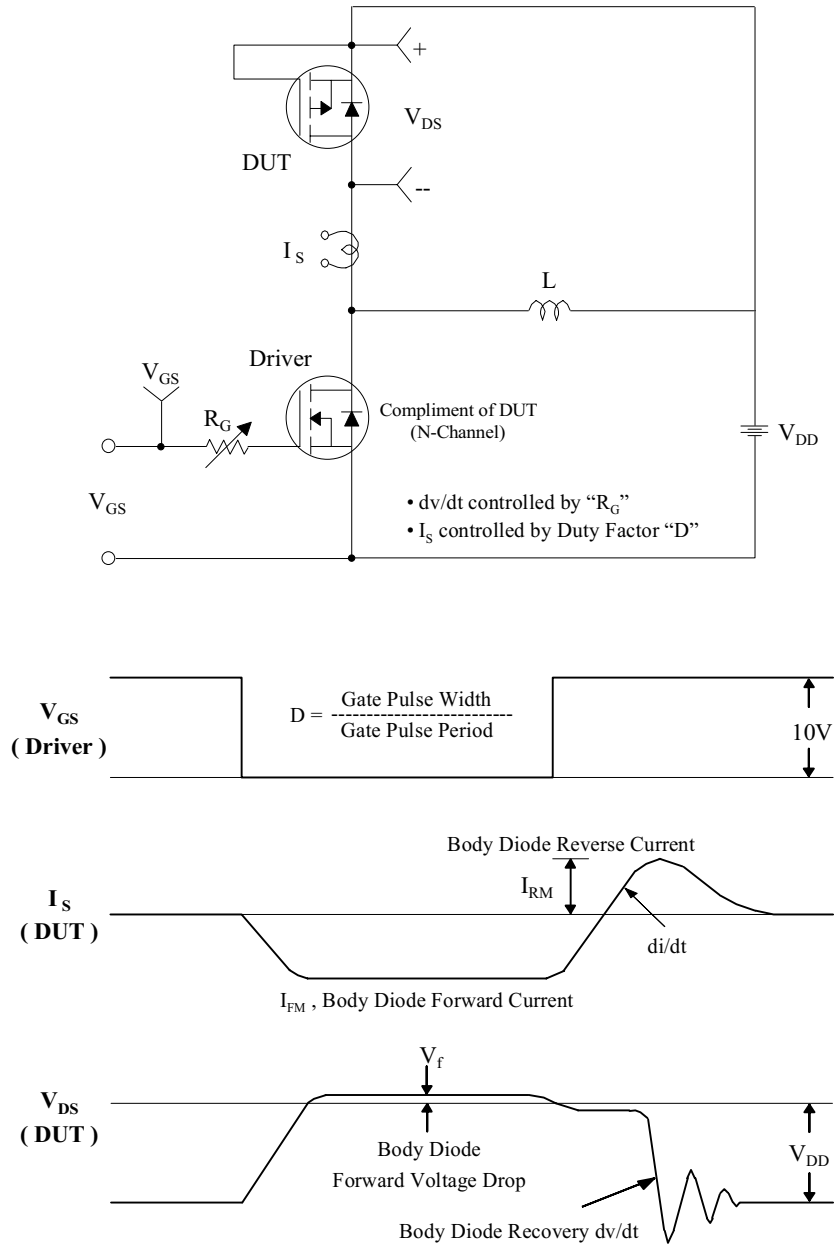 +
V_DS
DUT
--
I_S
L
Driver
V_GS
R_G
Compliment of DUT
(N-Channel)
V_DD
V_GS
• dv/dt controlled by “R_G”
• I_S controlled by Duty Factor “D”
V_GS
( Driver )
D = Gate Pulse Width
--------------------------
Gate Pulse Period
10V
Body Diode Reverse Current
I_S
( DUT )
I_RM
di/dt
I_FM , Body Diode Forward Current
V_f
V_DS
( DUT )
Body Diode
Forward Voltage Drop
V_DD
Body Diode Recovery dv/dt